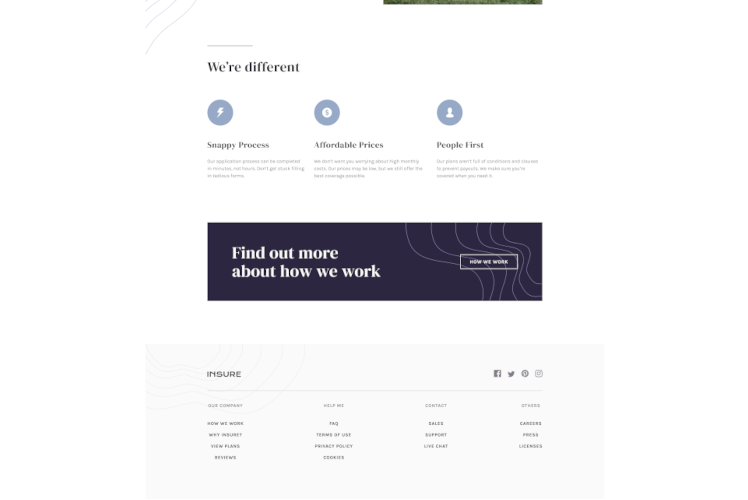 We're different
Snappy Process
Affordable Prices
People First
Our application process can be completed
in minutes, not hours. Don't get stuck filling
in tedious forms.
We don't want you worrying about high monthly
costs. Our prices may be low, but we still offer the
best coverage possible.
Our plans aren't full of conditions and clauses
to prevent payouts. We make sure you're
covered when you need it.
Find out more
about how we work
HOW WE WORK
INSURE
OUR COMPANY
HOW WE WORK
WHY INSURE?
VIEW PLANS
REVIEWS
HELP ME
FAQ
TERMS OF USE
PRIVACY POLICY
COOKIES
CONTACT
SALES
SUPPORT
LIVE CHAT
OTHERS
CAREERS
PRESS
LICENSES